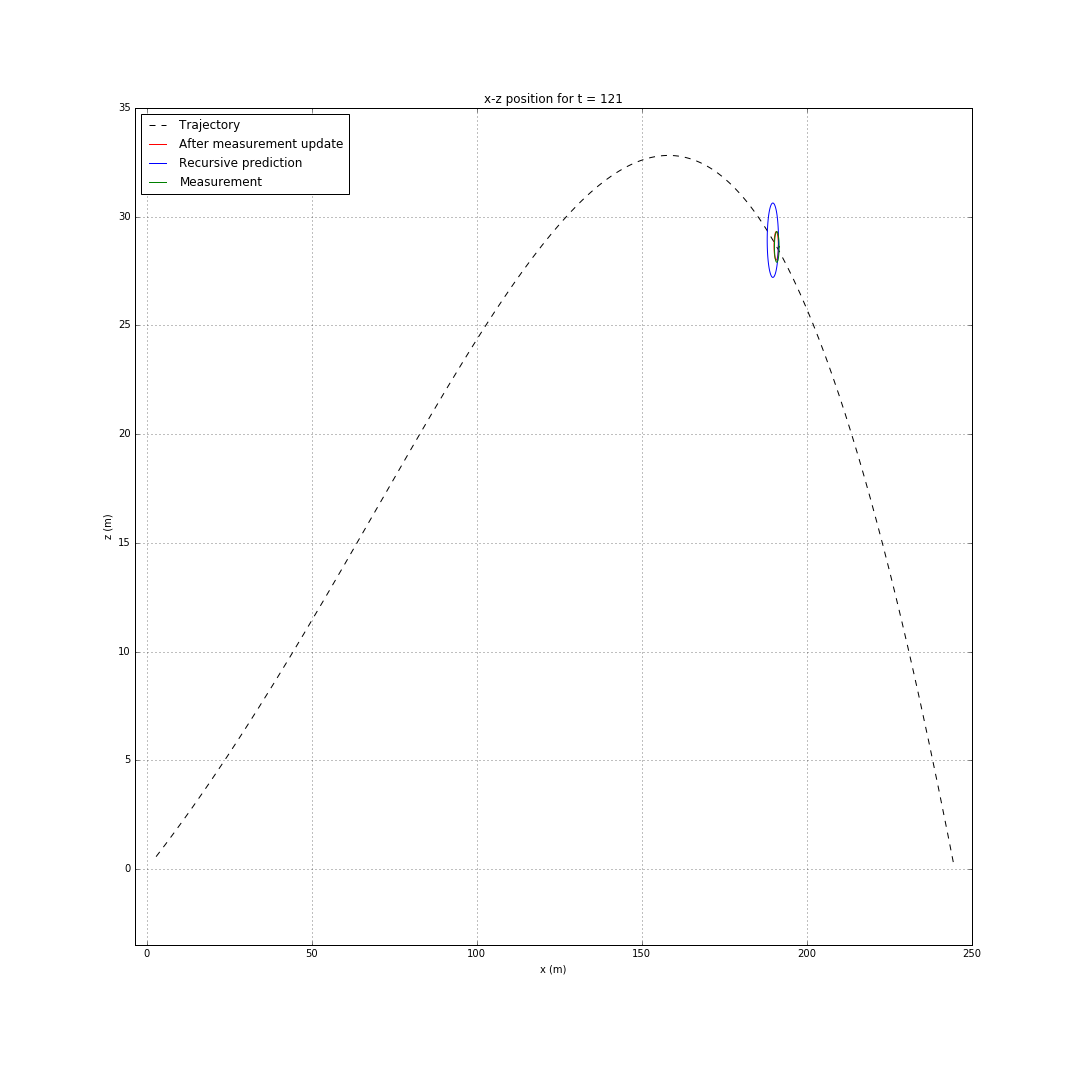 x-z position for t = 121
Trajectory
After measurement update
Recursive prediction
Measurement
35
30
25
20
15
10
5
0
z (m)
0 50 100 150 200 250
x (m)